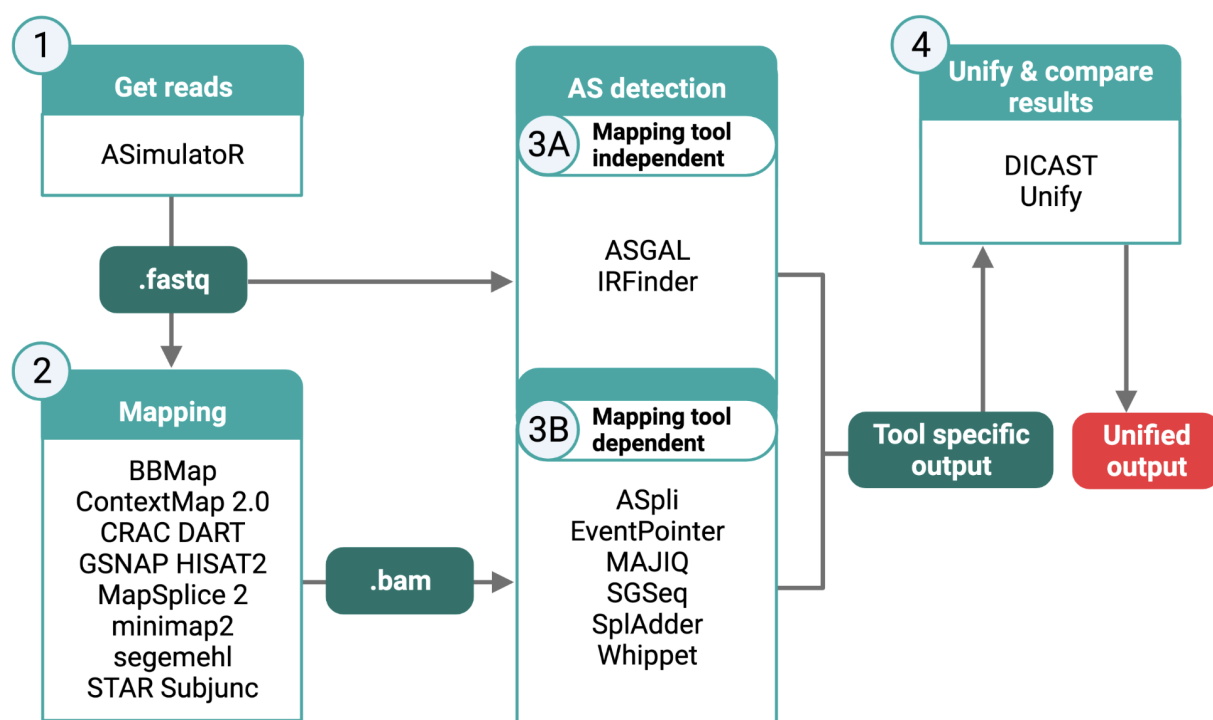 1
Get reads
ASimulatoR
.fastq
2
Mapping
BBMap
ContextMap 2.0
CRAC DART
GSNAP HISAT2
MapSplice 2
minimap2
segemehl
STAR Subjunc
.bam
AS detection
3A
Mapping tool
independent
ASGAL
IRFinder
3B
Mapping tool
dependent
ASpli
EventPointer
MAJIQ
SGSeq
SplAdder
Whippet
Tool specific
output
4
Unify & compare
results
DICAST
Unify
Unified
output